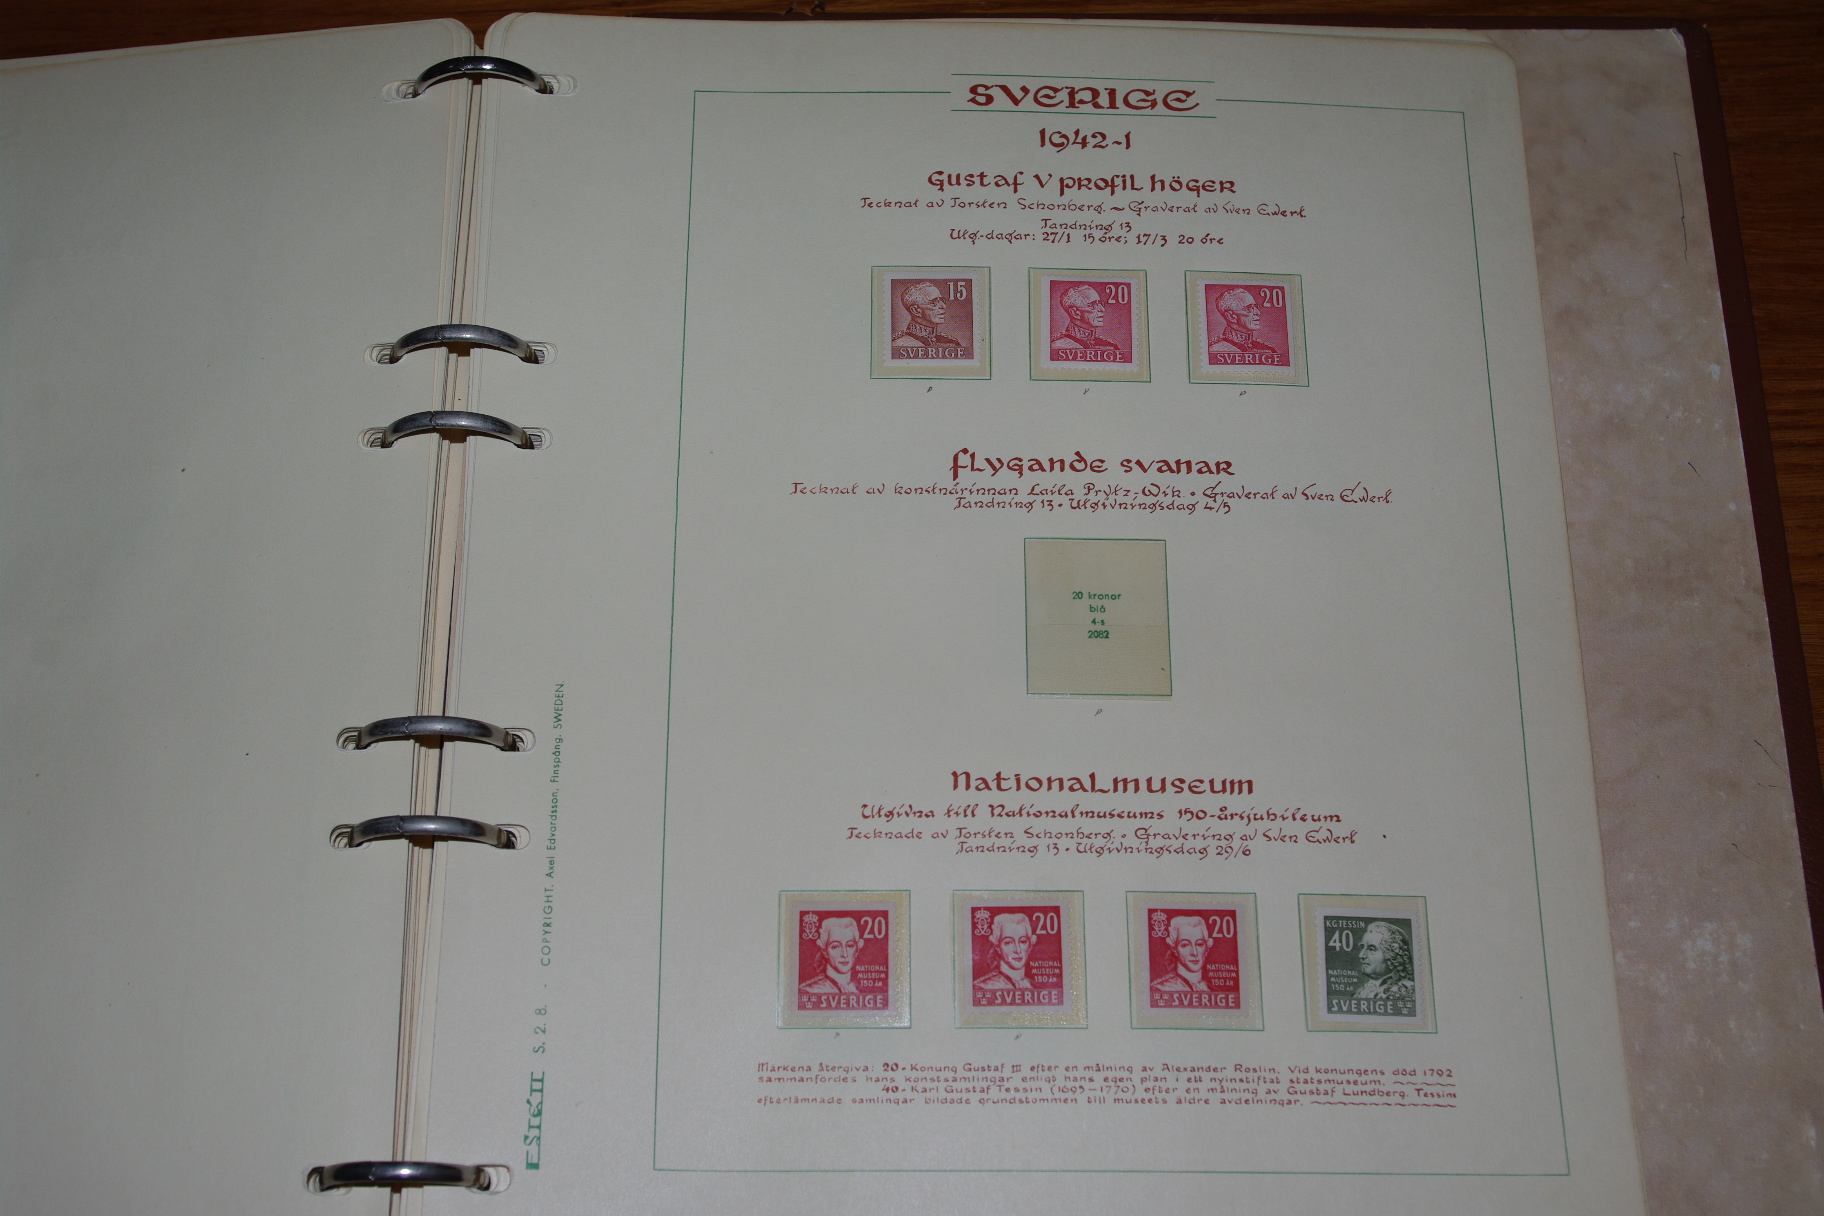 SVERIGE
1942-1
Gustaf V profil höger
Tecknat av Torsten Schonberg. ~ Graverat av Sven Ewert.
Tandning 13
Utg.-dagar: 27/1 15 öre; 17/3 20 öre
15
SVERIGE
20
SVERIGE
20
SVERIGE
p
p
p
Flygande svanar
Tecknat av konstnärinnan Laila Prytz-Wik. • Graverat av Sven Ewert.
Tandning 13 • Utgivningsdag 4/5
20 kronor
blå
4-s
2082
p
Nationalmuseum
Utgivna till Nationalmuseums 150-årsjubileum
Tecknade av Torsten Schonberg. • Gravering av Sven Ewert
Tandning 13 • Utgivningsdag 29/6
20
NATIONAL
MUSEUM
150 ÅR
SVERIGE
20
NATIONAL
MUSEUM
150 ÅR
SVERIGE
20
NATIONAL
MUSEUM
150 ÅR
SVERIGE
K.G. TESSIN
40
NATIONAL
MUSEUM
150 ÅR
SVERIGE
p
p
Märkena återgiva: 20 - Konung Gustaf III efter en målning av Alexander Roslin. Vid konungens död 1792
sammanfördes hans konstsamlingar enligt hans egen plan i ett nyinstiftat statsmuseum.
40 - Karl Gustaf Tessin (1695-1770) efter en målning av Gustaf Lundberg. Tessins
efterlämnade samlingar bildade grundstommen till museets äldre avdelningar.
ESTETT S. 2. 8. - COPYRIGHT. Axel Edvardsson, Finspång. SWEDEN.